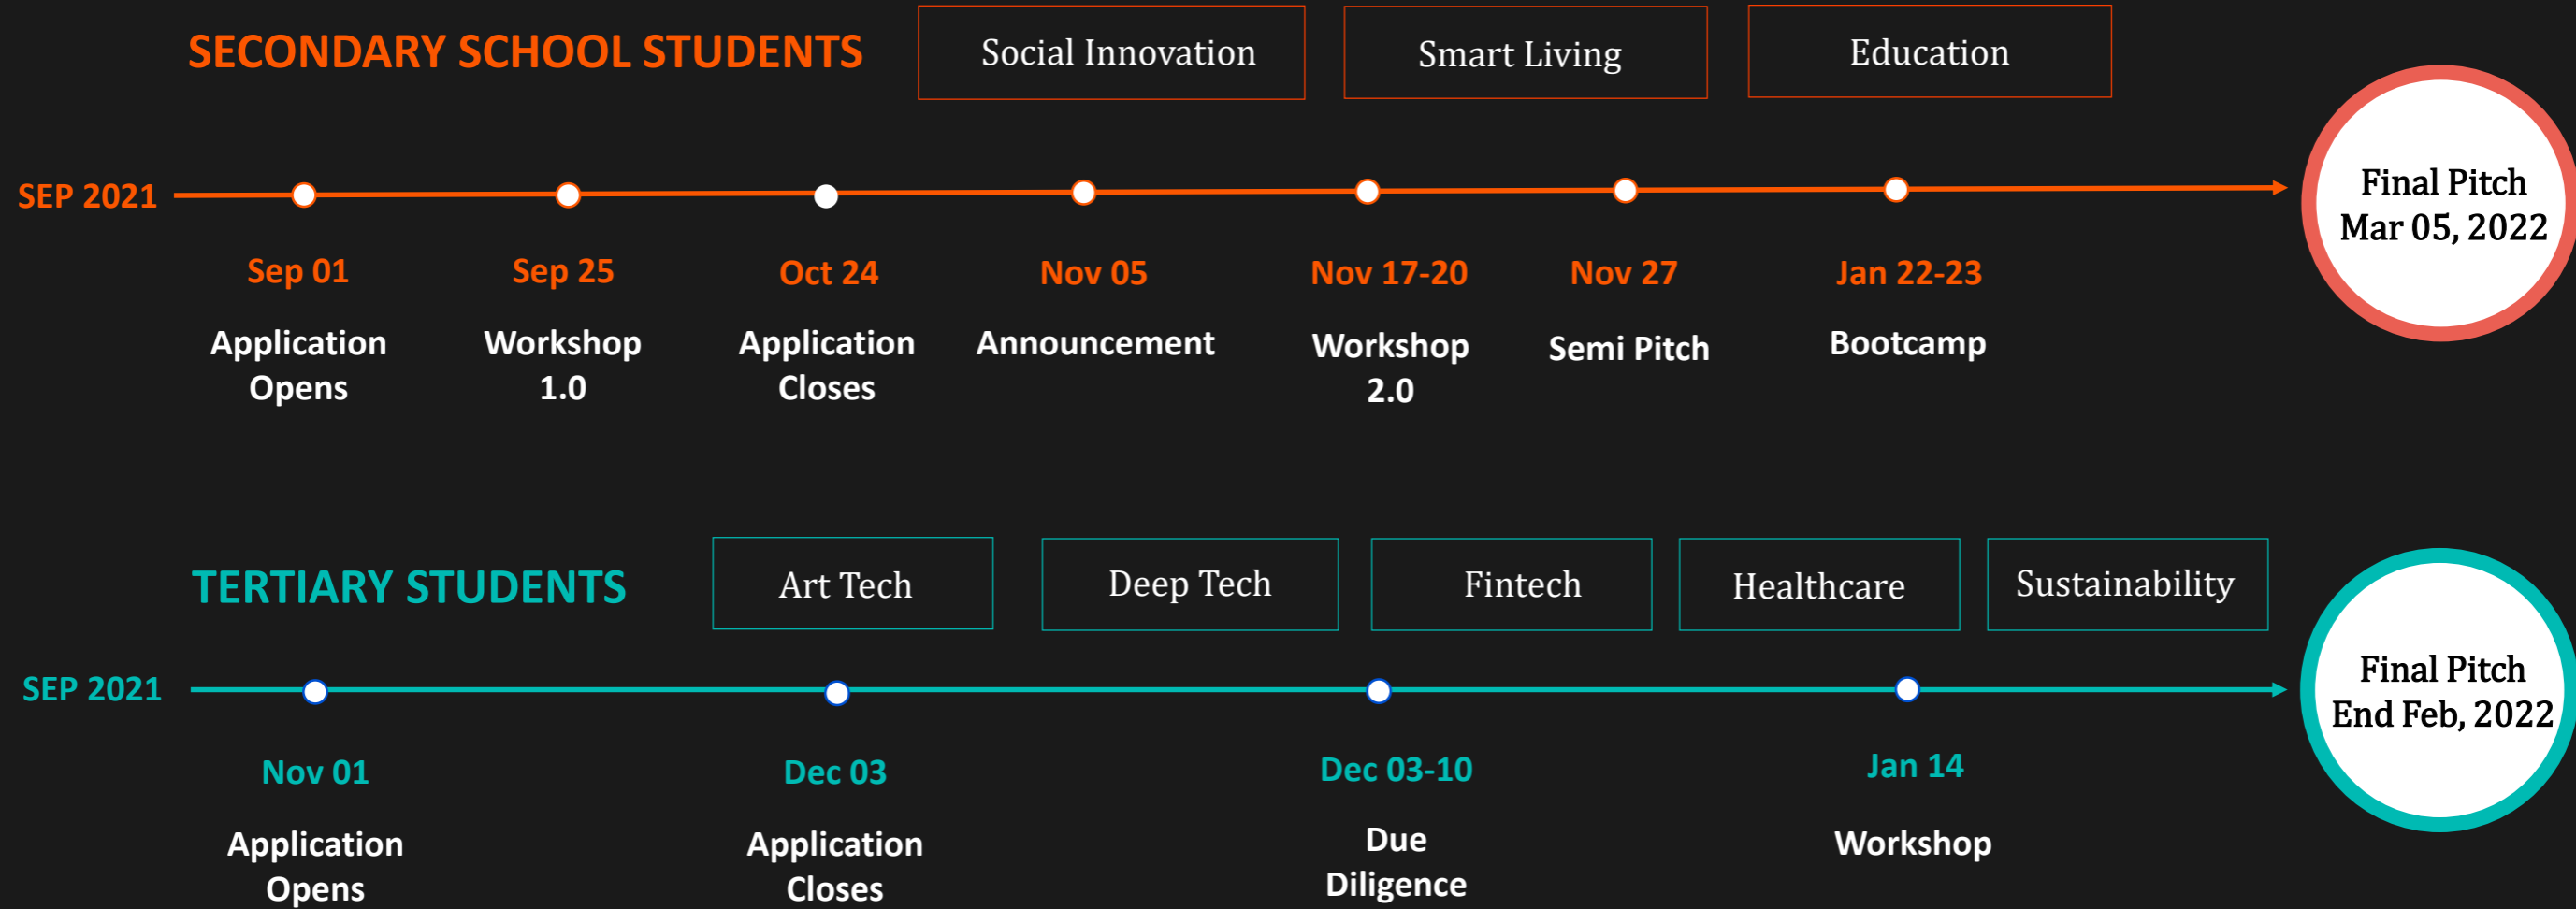 SECONDARY SCHOOL STUDENTS
Social Innovation
Smart Living
Education
SEP 2021
Sep 01
Application
Opens
Sep 25
Workshop
1.0
Oct 24
Application
Closes
Nov 05
Announcement
Nov 17-20
Workshop
2.0
Nov 27
Semi Pitch
Jan 22-23
Bootcamp
Final Pitch
Mar 05, 2022
TERTIARY STUDENTS
Art Tech
Deep Tech
Fintech
Healthcare
Sustainability
SEP 2021
Nov 01
Application
Opens
Dec 03
Application
Closes
Dec 03-10
Due
Diligence
Jan 14
Workshop
Final Pitch
End Feb, 2022